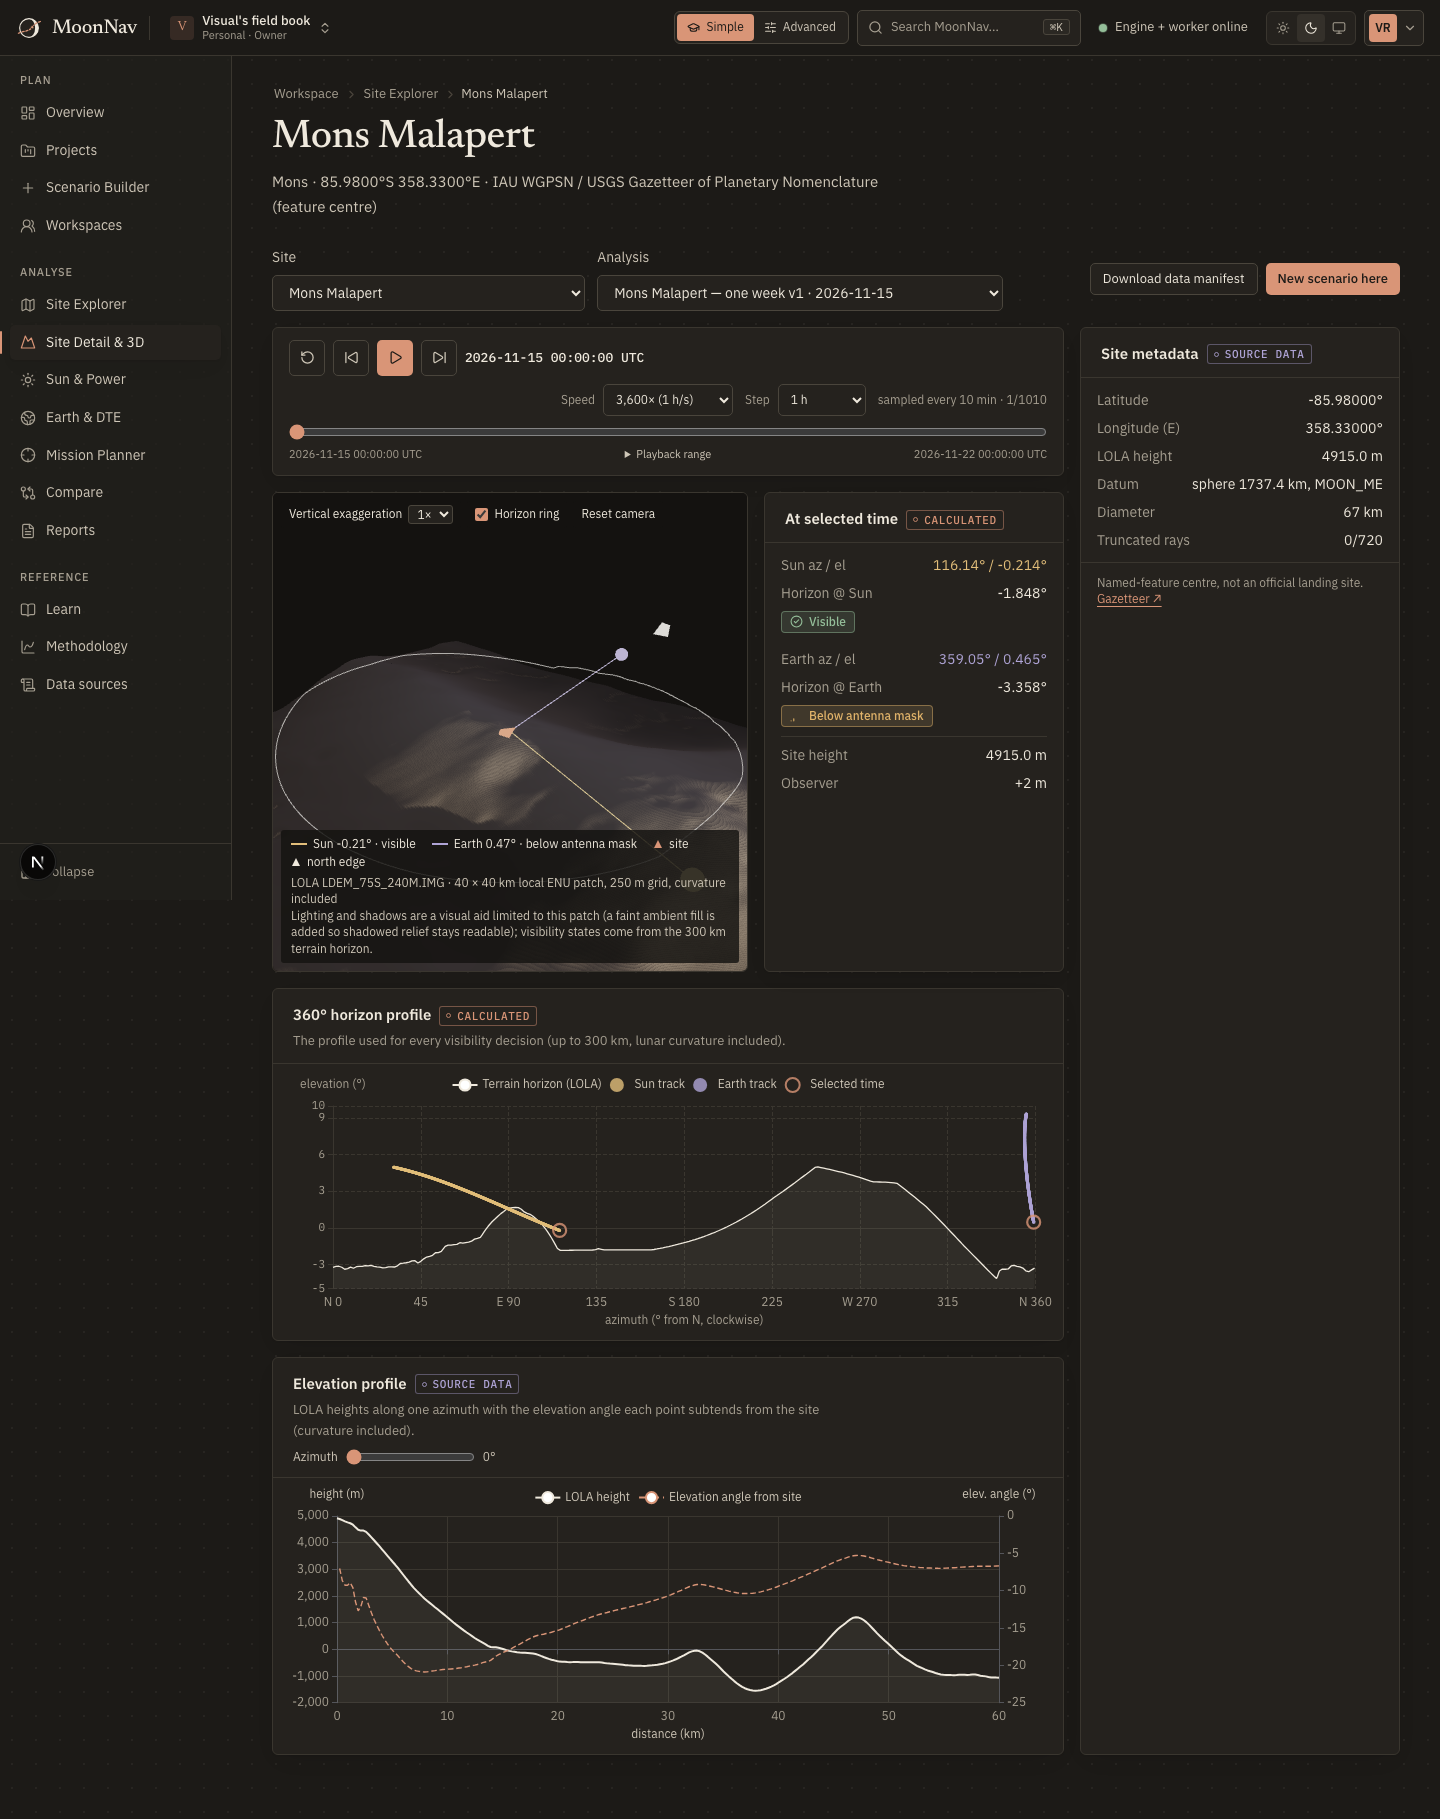 MoonNav
V
Visual's field book
Personal · Owner
Simple
Advanced
Search MoonNav...
⌘K
Engine + worker online
VR
PLAN
Overview
Projects
Scenario Builder
Workspaces
ANALYSE
Site Explorer
Site Detail & 3D
Sun & Power
Earth & DTE
Mission Planner
Compare
Reports
REFERENCE
Learn
Methodology
Data sources
N
ollapse
Workspace > Site Explorer > Mons Malapert
Mons Malapert
Mons · 85.9800°S 358.3300°E · IAU WGPSN / USGS Gazetteer of Planetary Nomenclature
(feature centre)
Site
Mons Malapert
Analysis
Mons Malapert — one week v1 · 2026-11-15
Download data manifest
New scenario here
2026-11-15 00:00:00 UTC
Speed
3,600× (1 h/s)
Step
1 h
sampled every 10 min · 1/1010
2026-11-15 00:00:00 UTC
▶ Playback range
2026-11-22 00:00:00 UTC
Vertical exaggeration
1×
Horizon ring
Reset camera
Sun -0.21° · visible
Earth 0.47° · below antenna mask
▲ site
▲ north edge
LOLA LDEM_75S_240M.IMG · 40 × 40 km local ENU patch, 250 m grid, curvature
included
Lighting and shadows are a visual aid limited to this patch (a faint ambient fill is
added so shadowed relief stays readable); visibility states come from the 300 km
terrain horizon.
At selected time
CALCULATED
Sun az / el 116.14° / -0.214°
Horizon @ Sun -1.848°
Visible
Earth az / el 359.05° / 0.465°
Horizon @ Earth -3.358°
Below antenna mask
Site height 4915.0 m
Observer +2 m
Site metadata
SOURCE DATA
Latitude -85.98000°
Longitude (E) 358.33000°
LOLA height 4915.0 m
Datum sphere 1737.4 km, MOON_ME
Diameter 67 km
Truncated rays 0/720
Named-feature centre, not an official landing site.
Gazetteer ↗
360° horizon profile
CALCULATED
The profile used for every visibility decision (up to 300 km, lunar curvature included).
elevation (°)
Terrain horizon (LOLA)
Sun track
Earth track
Selected time
10
9
6
3
0
-3
-5
N 0
45
E 90
135
S 180
225
W 270
315
N 360
azimuth (° from N, clockwise)
Elevation profile
SOURCE DATA
LOLA heights along one azimuth with the elevation angle each point subtends from the site
(curvature included).
Azimuth
0°
height (m)
LOLA height
Elevation angle from site
elev. angle (°)
5,000
4,000
3,000
2,000
1,000
0
-1,000
-2,000
0
-5
-10
-15
-20
-25
0
10
20
30
40
50
60
distance (km)